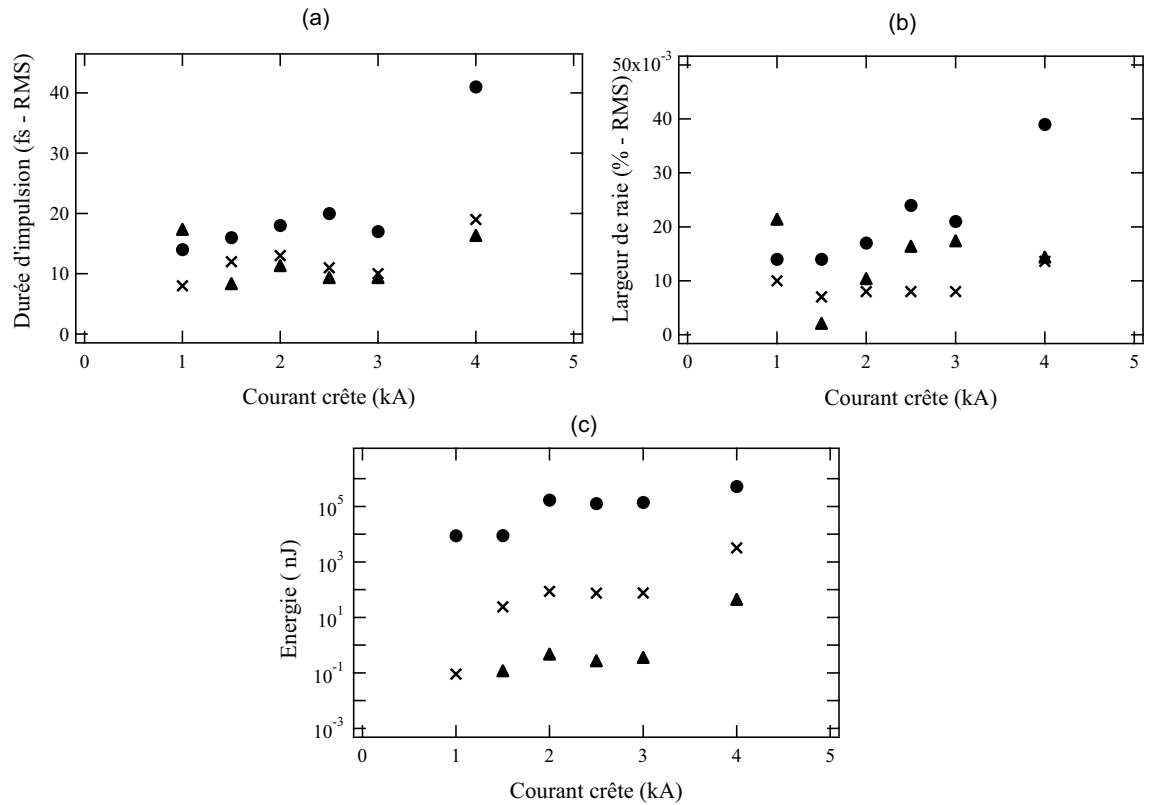 (a)
Durée d'impulsion (fs - RMS)
40
30
20
10
0
0 1 2 3 4 5
Courant crête (kA)
(b)
Largeur de raie (% - RMS)
50x10⁻³
40
30
20
10
0
0 1 2 3 4 5
Courant crête (kA)
(c)
Energie ( nJ)
10⁵
10³
10¹
10⁻¹
10⁻³
0 1 2 3 4 5
Courant crête (kA)